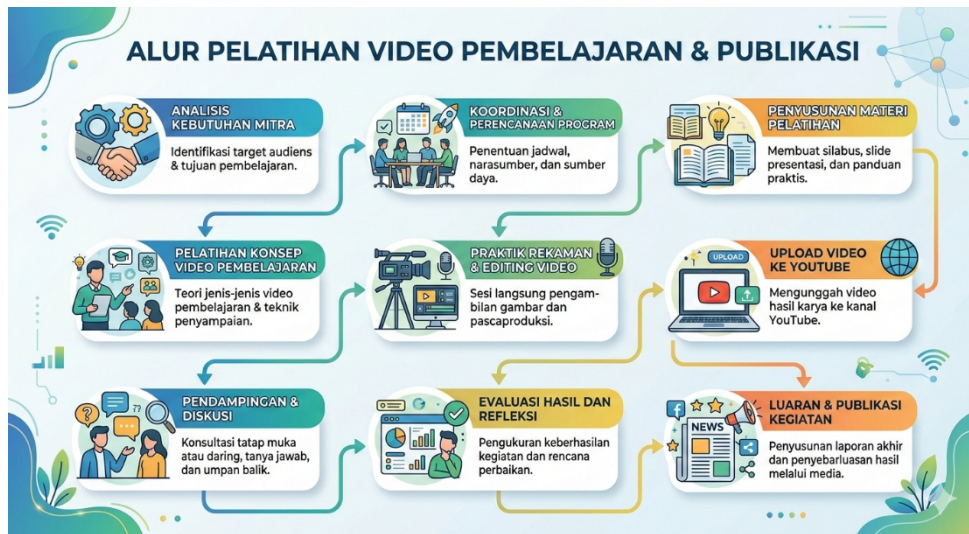 ALUR PELATIHAN VIDEO PEMBELAJARAN & PUBLIKASI
ANALISIS
KEBUTUHAN MITRA
Identifikasi target audiens
& tujuan pembelajaran.
KOORDINASI &
PERENCANAAN PROGRAM
Penentuan jadwal,
narasumber, dan sumber
daya.
PENYUSUNAN MATERI
PELATIHAN
Membuat silabus, slide
presentasi, dan panduan
praktis.
PELATIHAN KONSEP
VIDEO PEMBELAJARAN
Teori jenis-jenis video
pembelajaran & teknik
penyampaian.
PRAKTIK REKAMAN
& EDITING VIDEO
Sesi langsung pengam-
bilan gambar dan
pascaproduksi.
UPLOAD
UPLOAD VIDEO
KE YOUTUBE
Mengunggah video
hasil karya ke kanal
YouTube.
?
PENDAMPINGAN &
DISKUSI
Konsultasi tatap muka
atau daring, tanya jawab,
dan umpan balik.
EVALUASI HASIL DAN
REFLEKSI
Pengukuran keberhasilan
kegiatan dan rencana
perbaikan.
NEWS
LUARAN & PUBLIKASI
KEGIATAN
Penyusunan laporan akhir
dan penyebarluasan hasil
melalui media.